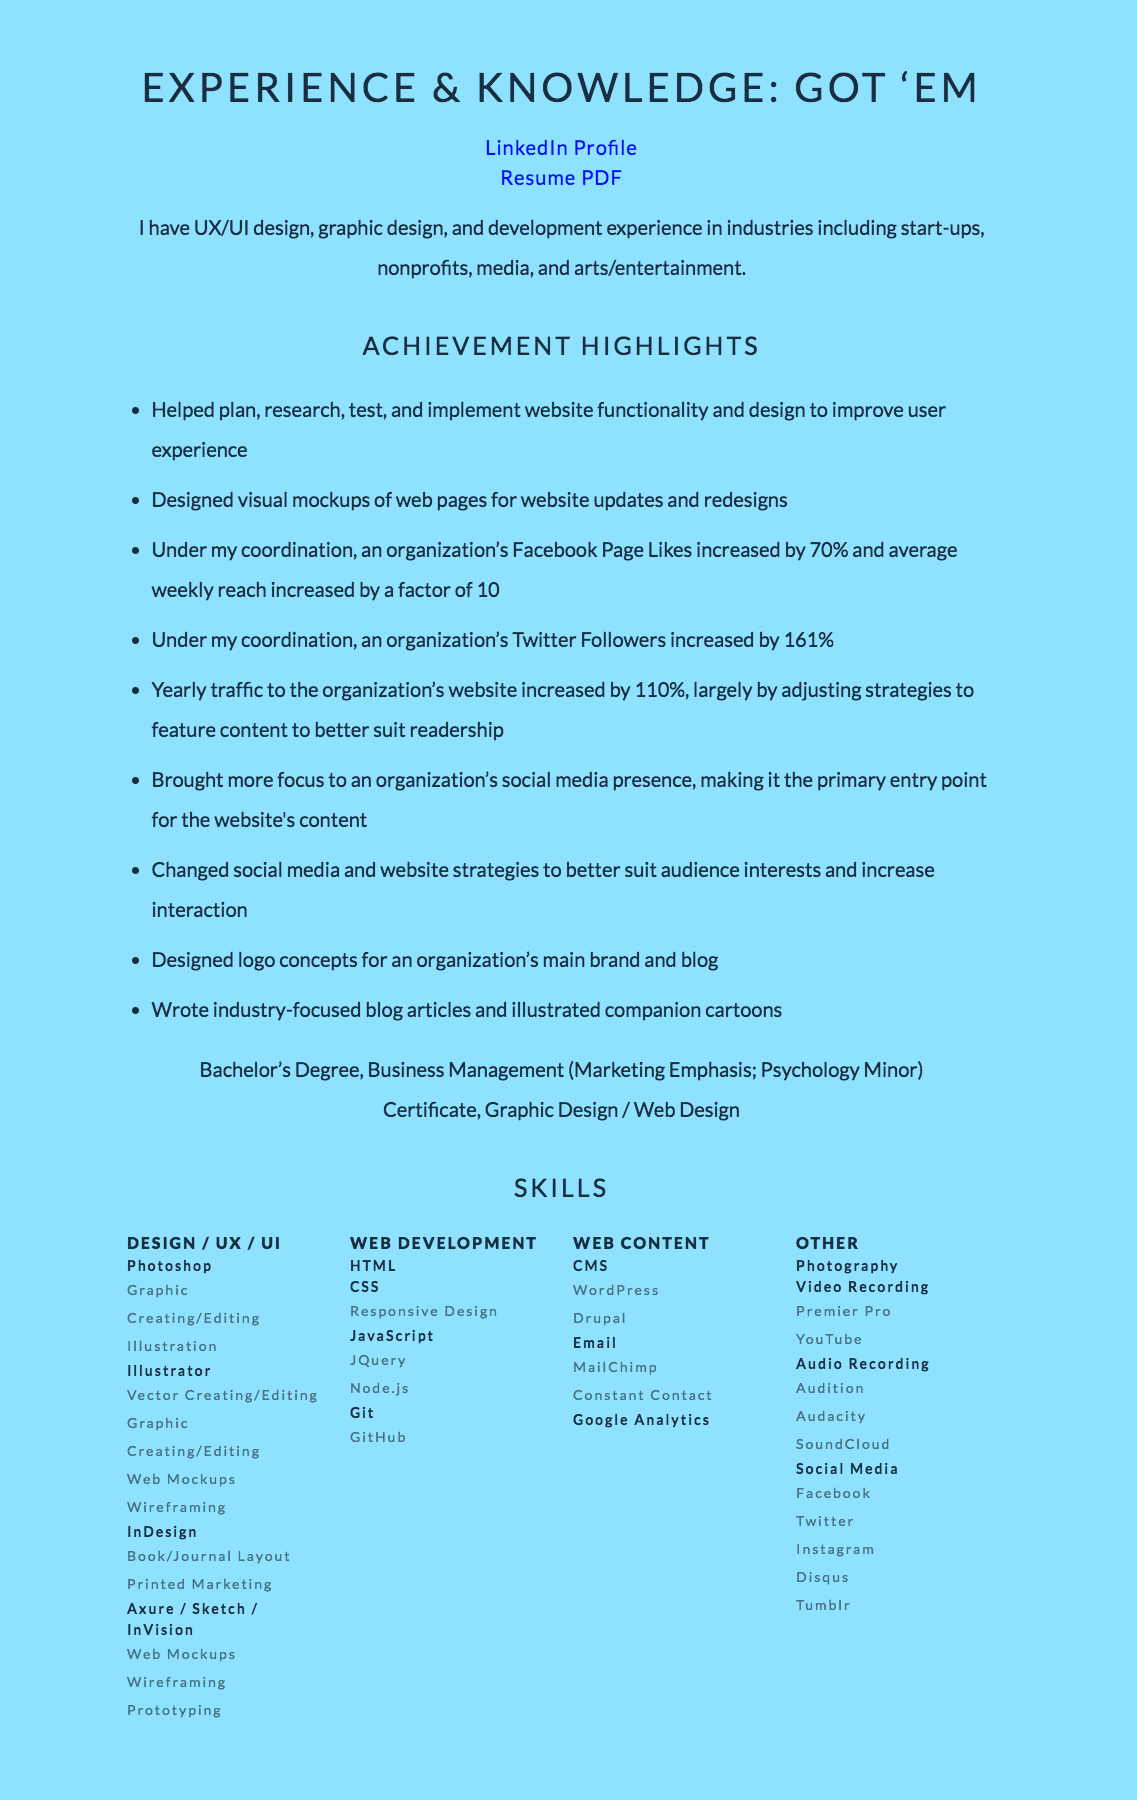 EXPERIENCE & KNOWLEDGE: GOT ‘EM
LinkedIn Profile
Resume PDF
I have UX/UI design, graphic design, and development experience in industries including start-ups,
nonprofits, media, and arts/entertainment.
ACHIEVEMENT HIGHLIGHTS
• Helped plan, research, test, and implement website functionality and design to improve user
experience
• Designed visual mockups of web pages for website updates and redesigns
• Under my coordination, an organization’s Facebook Page Likes increased by 70% and average
weekly reach increased by a factor of 10
• Under my coordination, an organization’s Twitter Followers increased by 161%
• Yearly traffic to the organization’s website increased by 110%, largely by adjusting strategies to
feature content to better suit readership
• Brought more focus to an organization’s social media presence, making it the primary entry point
for the website's content
• Changed social media and website strategies to better suit audience interests and increase
interaction
• Designed logo concepts for an organization’s main brand and blog
• Wrote industry-focused blog articles and illustrated companion cartoons
Bachelor’s Degree, Business Management (Marketing Emphasis; Psychology Minor)
Certificate, Graphic Design / Web Design
SKILLS
DESIGN / UX / UI
Photoshop
Graphic
Creating/Editing
Illustration
Illustrator
Vector Creating/Editing
Graphic
Creating/Editing
Web Mockups
Wireframing
InDesign
Book/Journal Layout
Printed Marketing
Axure / Sketch /
InVision
Web Mockups
Wireframing
Prototyping
WEB DEVELOPMENT
HTML
CSS
Responsive Design
JavaScript
JQuery
Node.js
Git
GitHub
WEB CONTENT
CMS
WordPress
Drupal
Email
MailChimp
Constant Contact
Google Analytics
OTHER
Photography
Video Recording
Premier Pro
YouTube
Audio Recording
Audition
Audacity
SoundCloud
Social Media
Facebook
Twitter
Instagram
Disqus
Tumblr